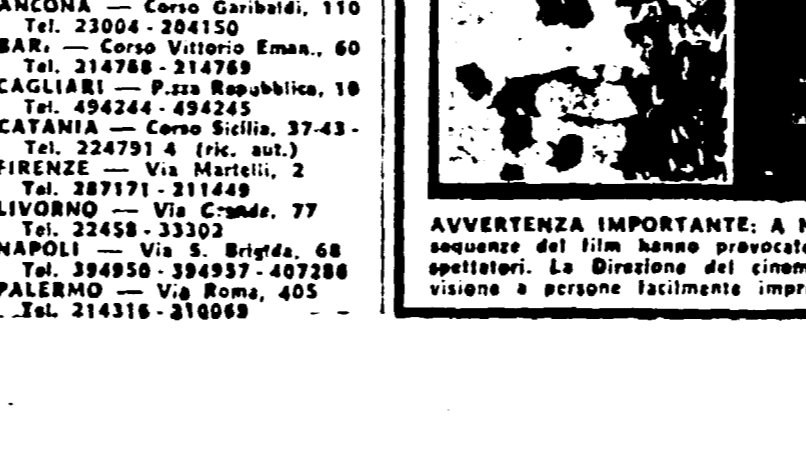 ANCONA — Corso Garibaldi, 110
Tel. 23004 - 204150
BARI — Corso Vittorio Eman., 60
Tel. 214768 - 214769
CAGLIARI — P.zza Repubblica, 10
Tel. 494244 - 494245
CATANIA — Corso Sicilia, 37-43 -
Tel. 224791 4 (ric. aut.)
FIRENZE — Via Martelli, 2
Tel. 287171 - 211449
LIVORNO — Via Grande, 77
Tel. 22458 - 33302
NAPOLI — Via S. Brigida, 68
Tel. 394950 - 394957 - 407286
PALERMO — Via Roma, 405
Tel. 214316 - 210069
AVVERTENZA IMPORTANTE: A
sequenze del film hanno provocato
spettatori. La Direzione del
visione a persone facilmente